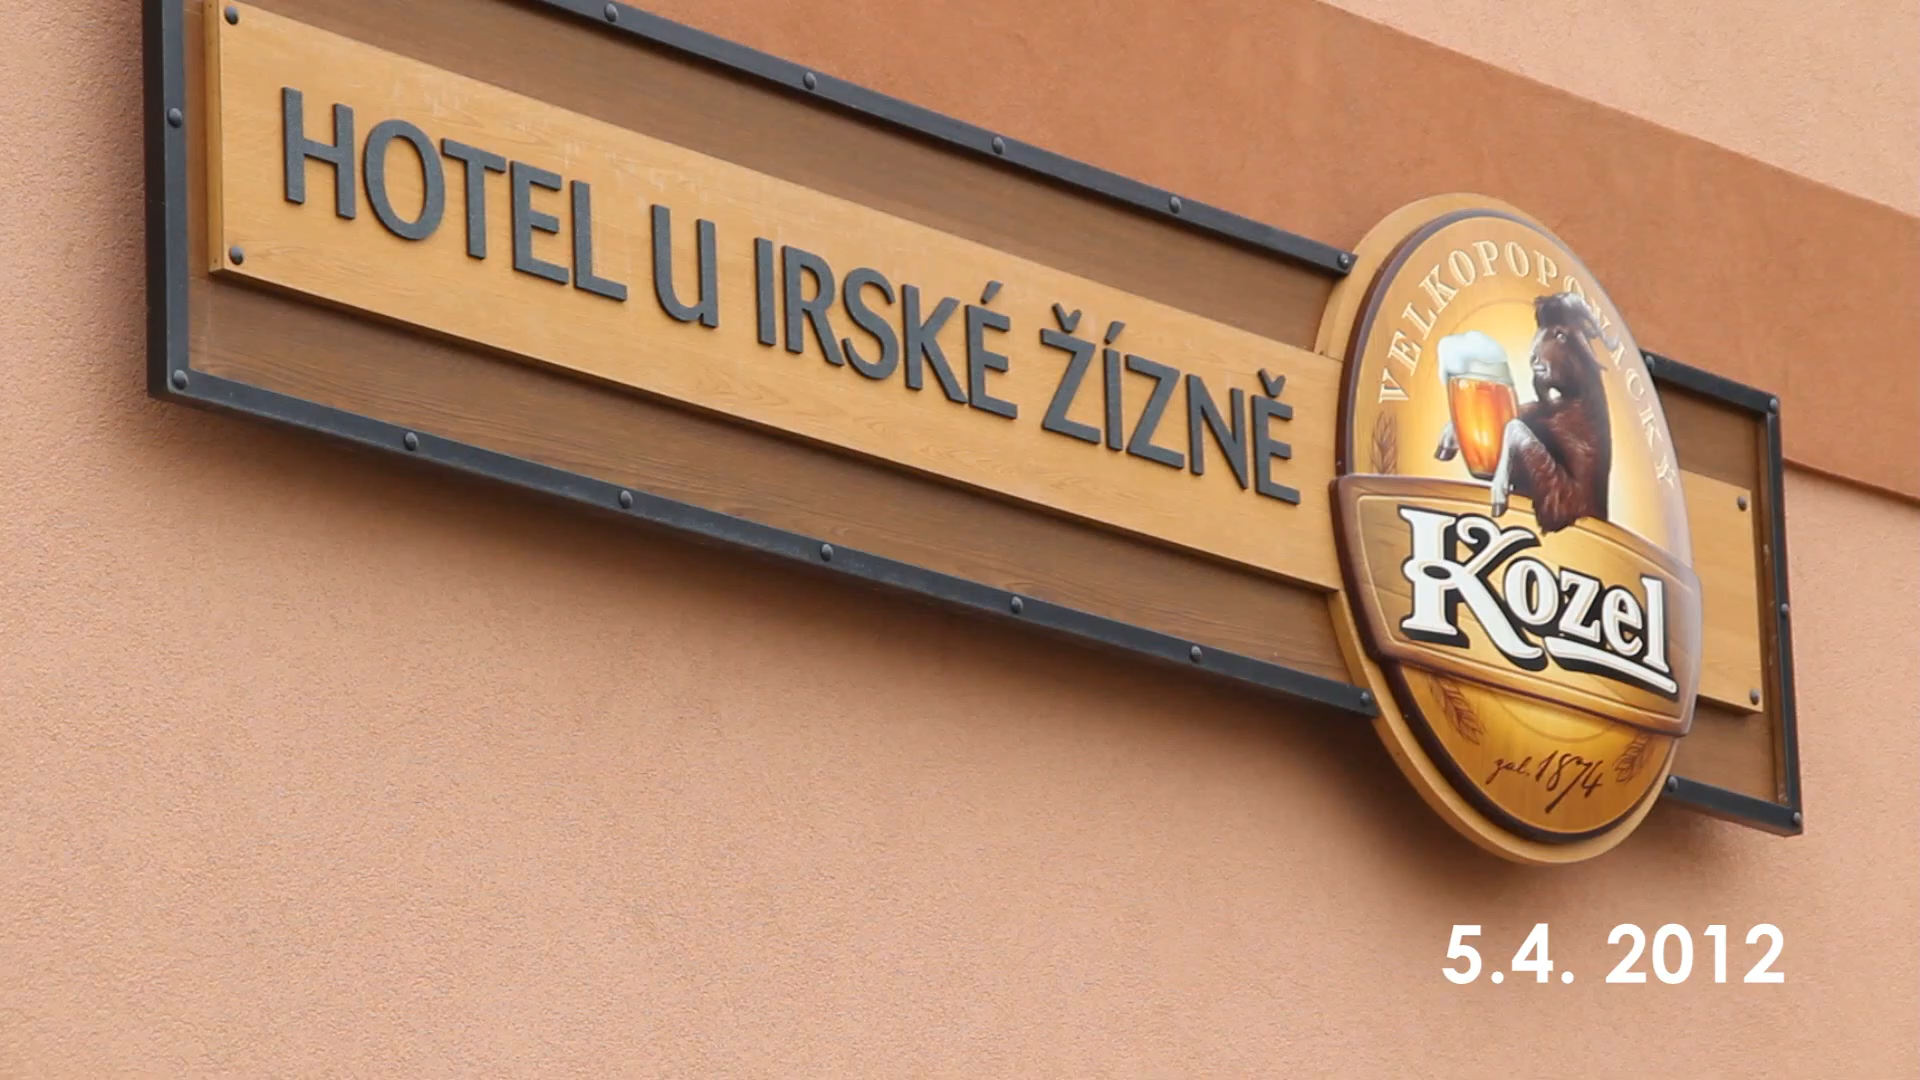 HOTEL U IRSKÉ ŽÍZNĚ
VELKOPOPOVICKÝ
Kozel
zal. 1874
5.4. 2012